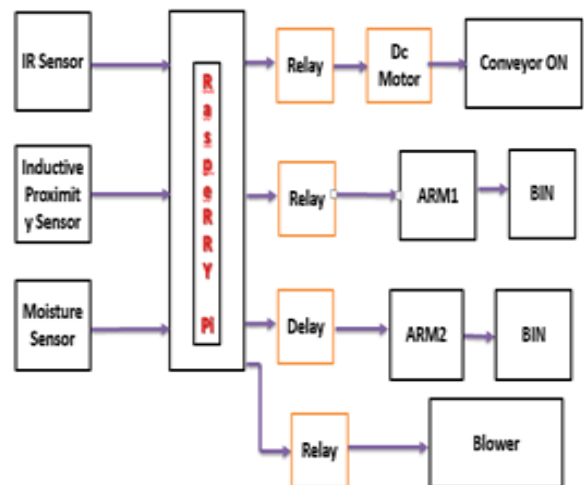 IR Sensor
Inductive
Proximit
y Sensor
Moisture
Sensor
RaspeRRY Pi
Relay
Dc
Motor
Conveyor ON
Relay
ARM1
BIN
Delay
ARM2
BIN
Relay
Blower